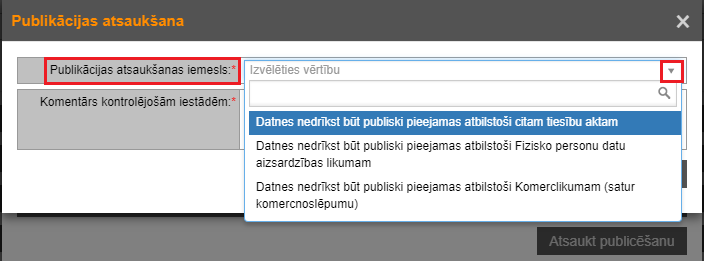 Publikācijas atsaukšana
Publikācijas atsaukšanas iemesls:* Izvēlēties vērtību
Komentārs kontrolējošām iestādēm:*
Datnes nedrīkst būt publiski pieejamas atbilstoši citam tiesību aktam
Datnes nedrīkst būt publiski pieejamas atbilstoši Fizisko personu datu
aizsardzības likumam
Datnes nedrīkst būt publiski pieejamas atbilstoši Komerclikumam (satur
komercnoslēpumu)
Atsaukt publicēšanu